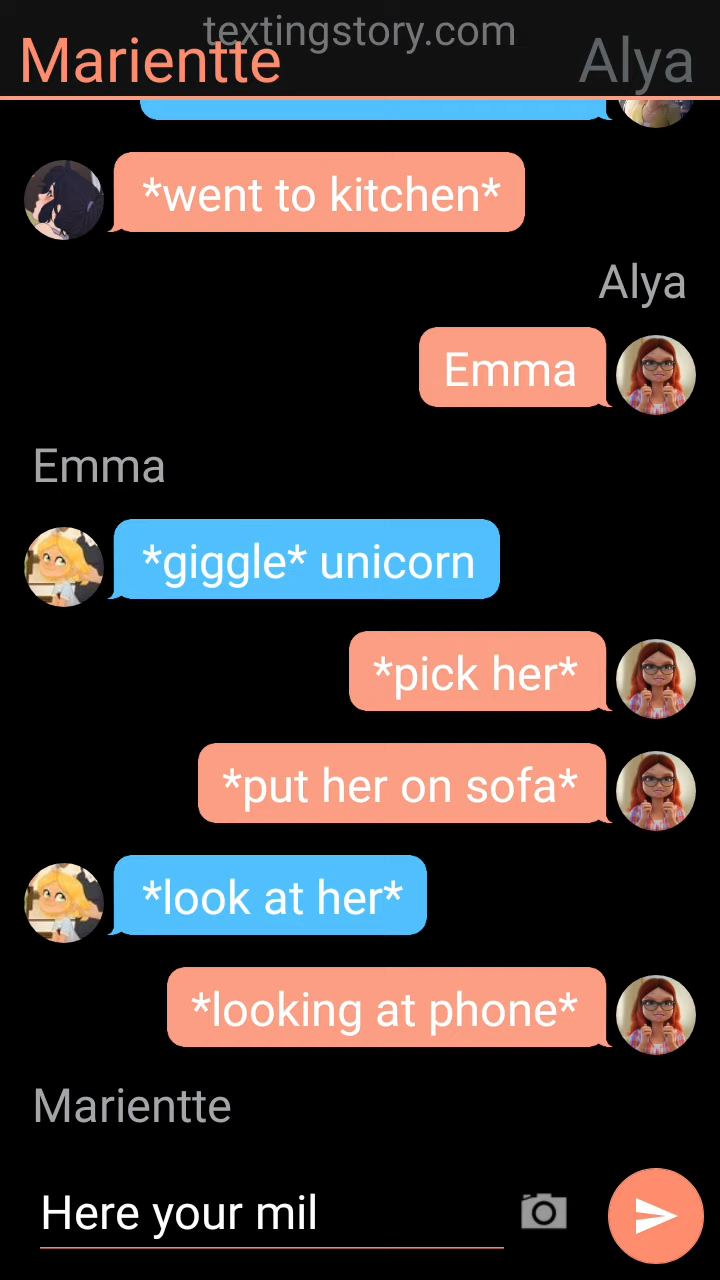 textingstory.com
Marientte
Alya
*went to kitchen*
Alya
Emma
Emma
*giggle* unicorn
*pick her*
*put her on sofa*
*look at her*
*looking at phone*
Marientte
Here your mil